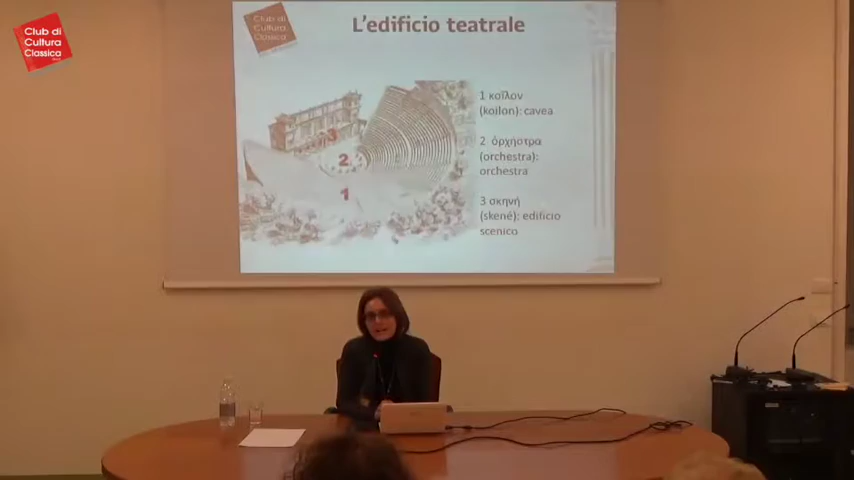 Club di
Cultura
Classica
Club di
Cultura
Classica
L'edificio teatrale
1 κοῖλον
(koilon): cavea
2 ὀρχήστρα
(orchestra):
orchestra
3 σκηνή
(skené): edificio
scenico
3
2
1